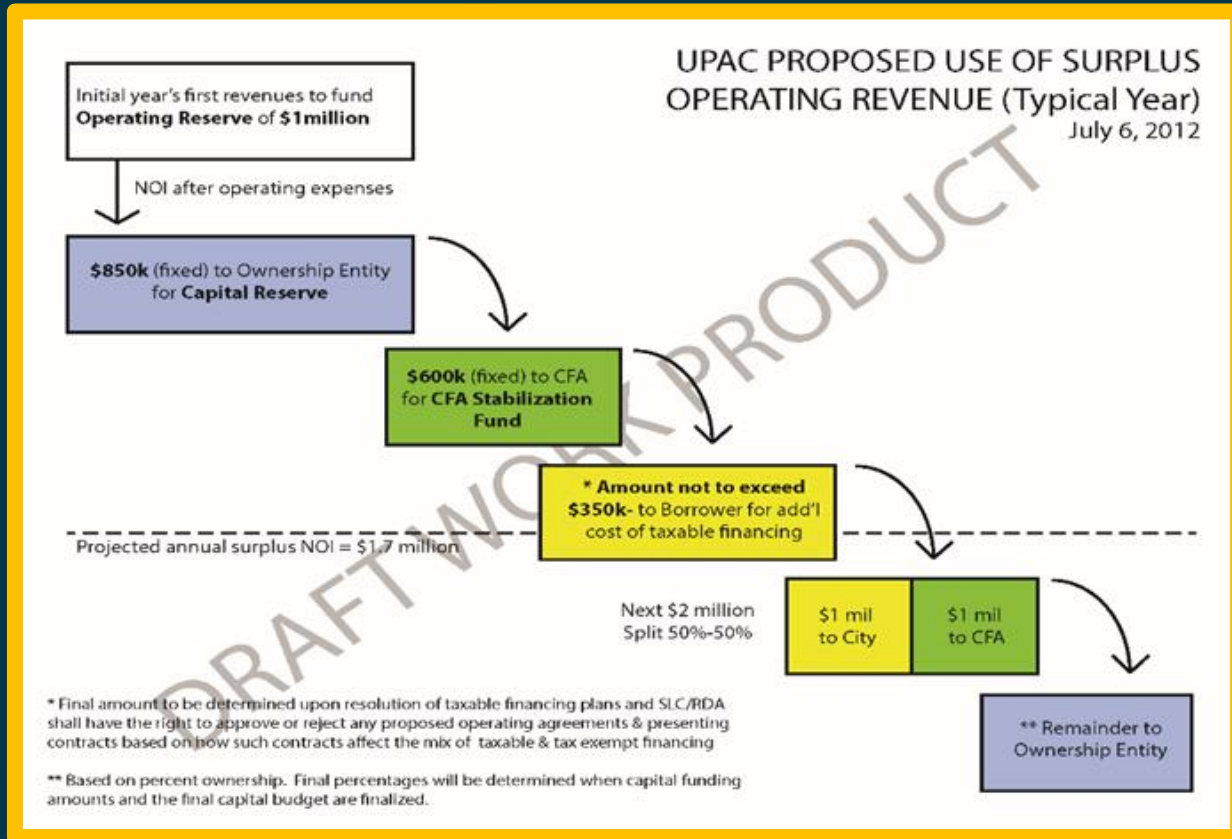 UPAC PROPOSED USE OF SURPLUS
OPERATING REVENUE (Typical Year)
July 6, 2012
Initial year's first revenues to fund
Operating Reserve of $1million
NOI after operating expenses
$850k (fixed) to Ownership Entity
for Capital Reserve
$600k (fixed) to CFA
for CFA Stabilization
Fund
* Amount not to exceed
$350k- to Borrower for add'l
cost of taxable financing
Projected annual surplus NOI = $1.7 million
Next $2 million
Split 50%-50%
$1 mil
to City
$1 mil
to CFA
** Remainder to
Ownership Entity
* Final amount to be determined upon resolution of taxable financing plans and SLC/RDA
shall have the right to approve or reject any proposed operating agreements & presenting
contracts based on how such contracts affect the mix of taxable & tax exempt financing
** Based on percent ownership. Final percentages will be determined when capital funding
amounts and the final capital budget are finalized.
DRAFT WORK PRODUCT